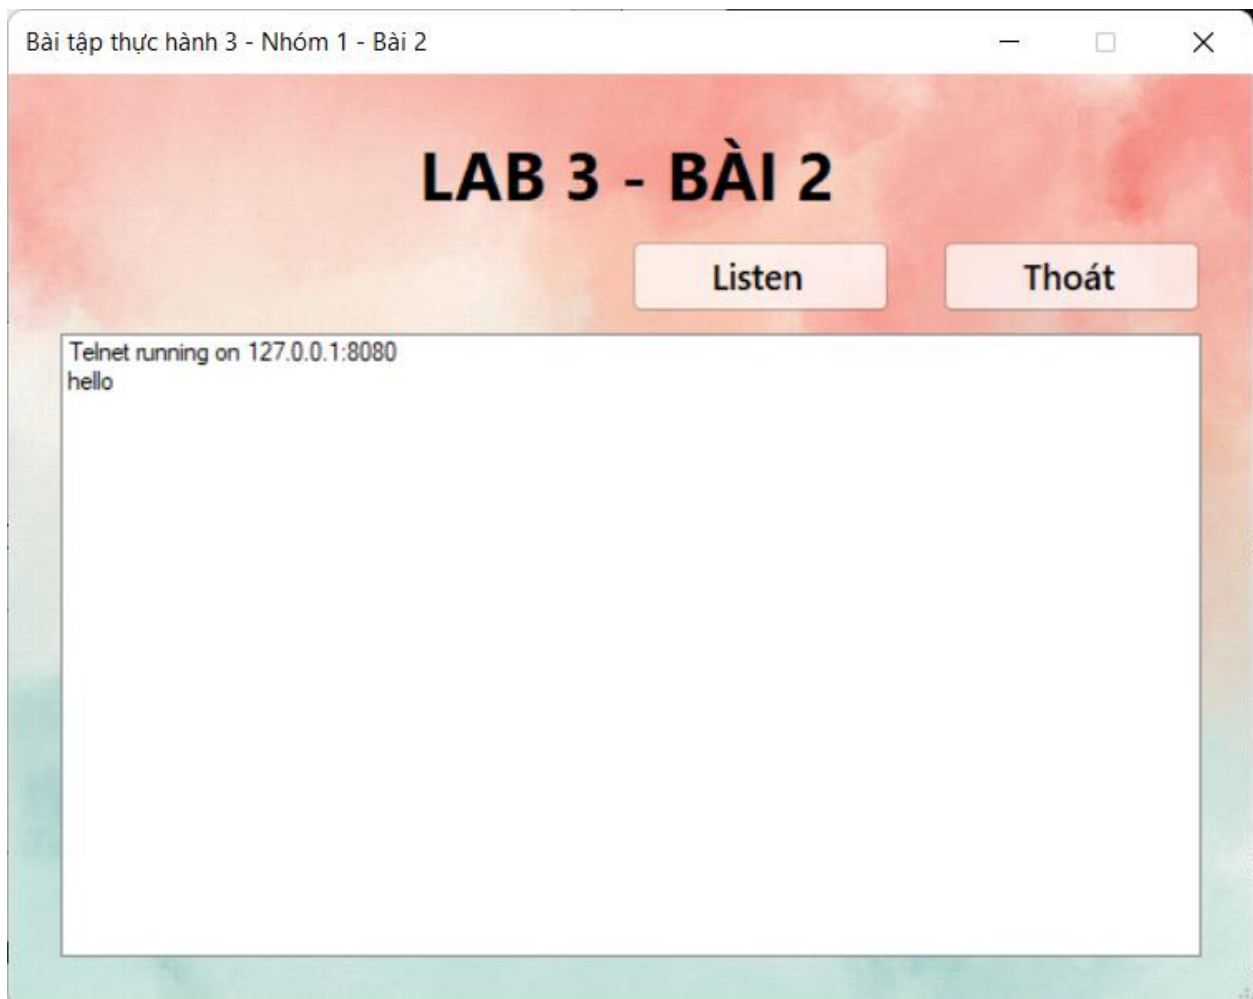 Bài tập thực hành 3 - Nhóm 1 - Bài 2
LAB 3 - BÀI 2
Listen
Thoát
Telnet running on 127.0.0.1:8080
hello